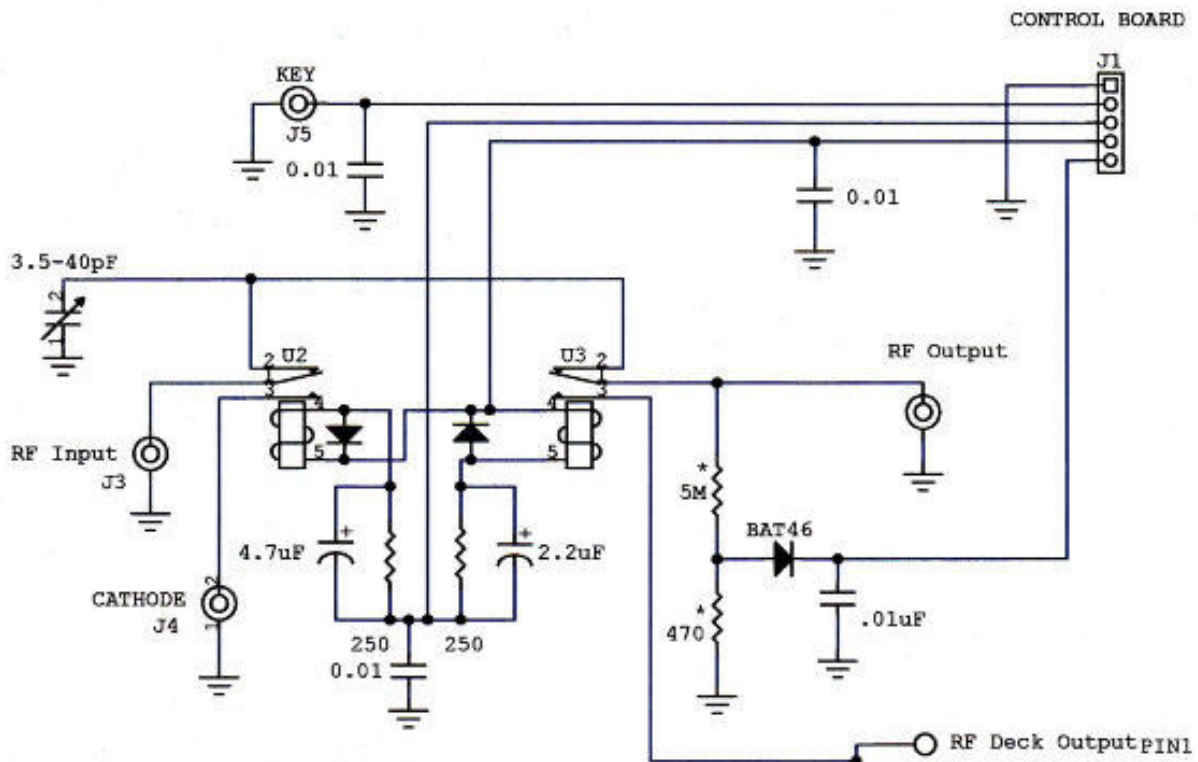 CONTROL BOARD
J1
KEY
J5
0.01
0.01
3.5-40pF
2
1
2 U2
3
4
5
U3 2
3
4
5
RF Output
RF Input
J3
*
5M
BAT46
4.7uF
+
+
2.2uF
CATHODE
2
1
J4
*
470
.01uF
250
250
0.01
RF Deck Output PIN1